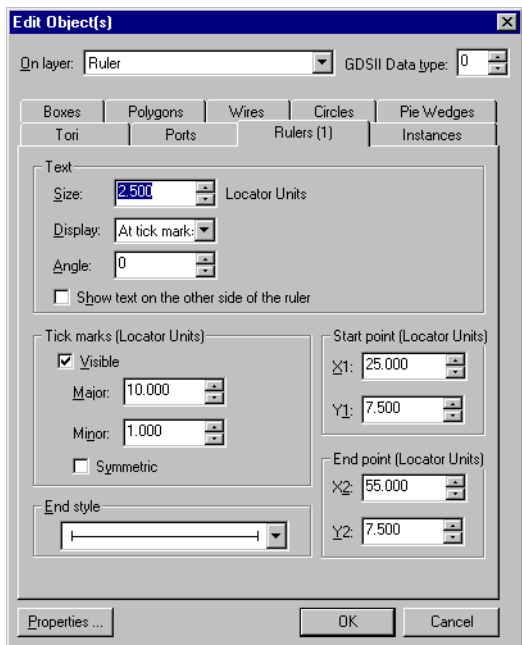 Edit Object(s)
On layer: Ruler GDSII Data type: 0
Boxes Polygons Wires Circles Pie Wedges
Tori Ports Rulers (1) Instances
Text
Size: 2.500 Locator Units
Display: At tick mark:
Angle: 0
Show text on the other side of the ruler
Tick marks (Locator Units)
Visible
Major: 10.000
Minor: 1.000
Symmetric
Start point (Locator Units)
X1: 25.000
Y1: 7.500
End point (Locator Units)
X2: 55.000
Y2: 7.500
End style
Properties ... OK Cancel